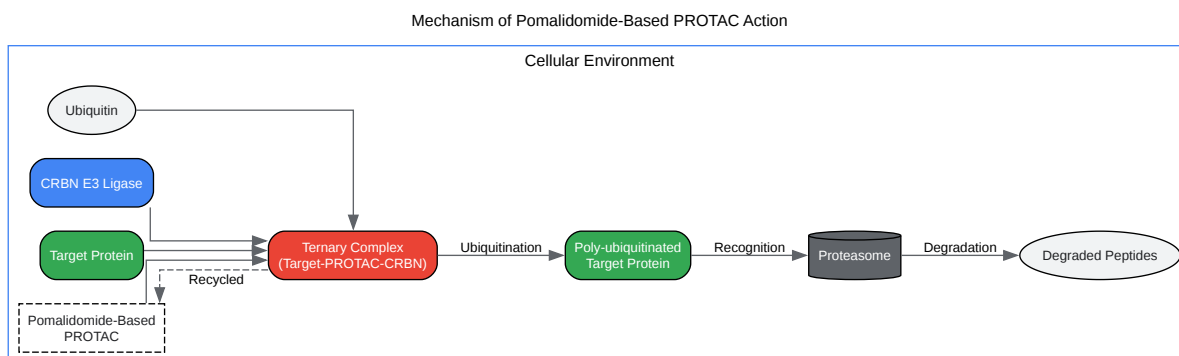 Mechanism of Pomalidomide-Based PROTAC Action
Cellular Environment
Ubiquitin
CRBN E3 Ligase
Target Protein
Pomalidomide-Based
PROTAC
Ternary Complex
(Target-PROTAC-CRBN)
Recycled
Ubiquitination
Poly-ubiquitinated
Target Protein
Recognition
Proteasome
Degradation
Degraded Peptides